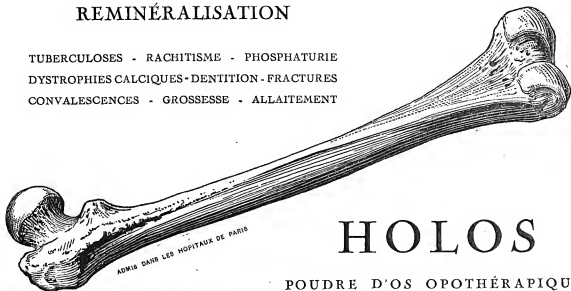 REMINÉRALISATION
TUBERCULOSES - RACHITISME - PHOSPHATURIE
DYSTROPHIES CALCIQUES - DENTITION - FRACTURES
CONVALESCENCES - GROSSESSE - ALLAITEMENT
ADMIS DANS LES HOPITAUX DE PARIS
HOLOS
POUDRE D'OS OPOTHÉRAPIQU